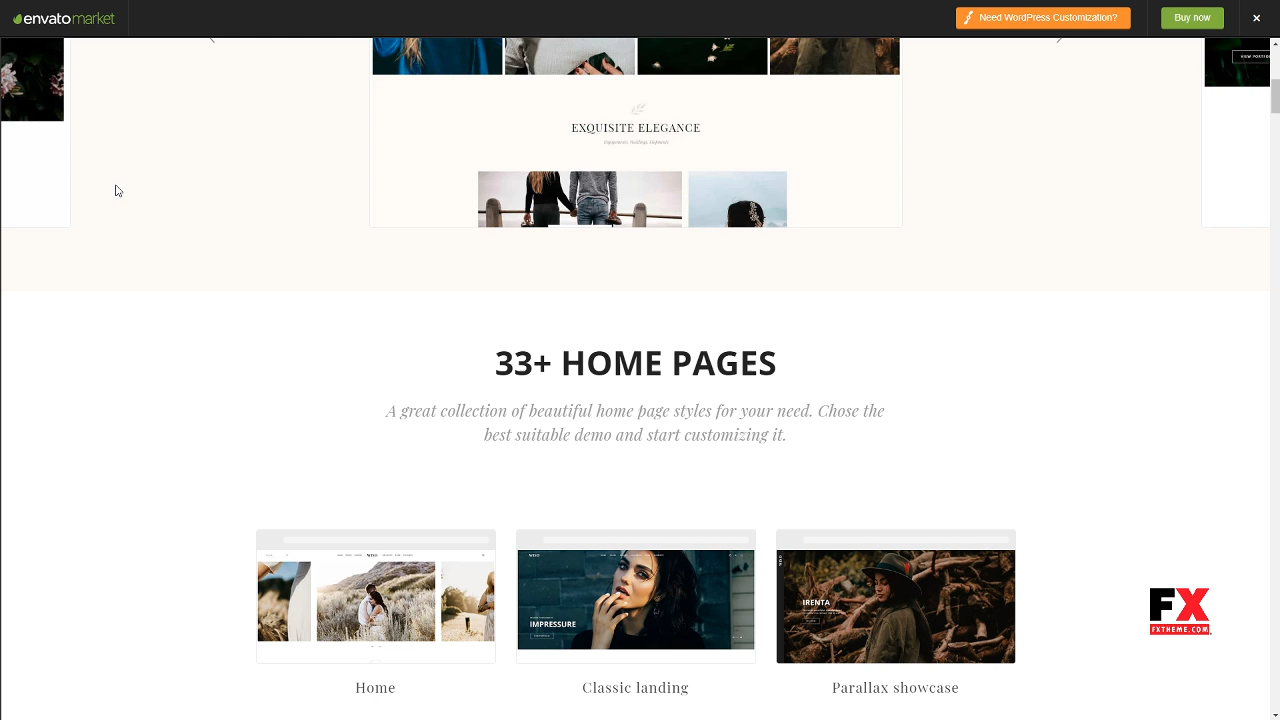 envatomarket
Need WordPress Customization?
Buy now
EXQUISITE ELEGANCE
33+ HOME PAGES
A great collection of beautiful home page styles for your need. Chose the
best suitable demo and start customizing it.
IMPRESSURE
IRENTA
FX
FXTHEME.COM
Home
Classic landing
Parallax showcase